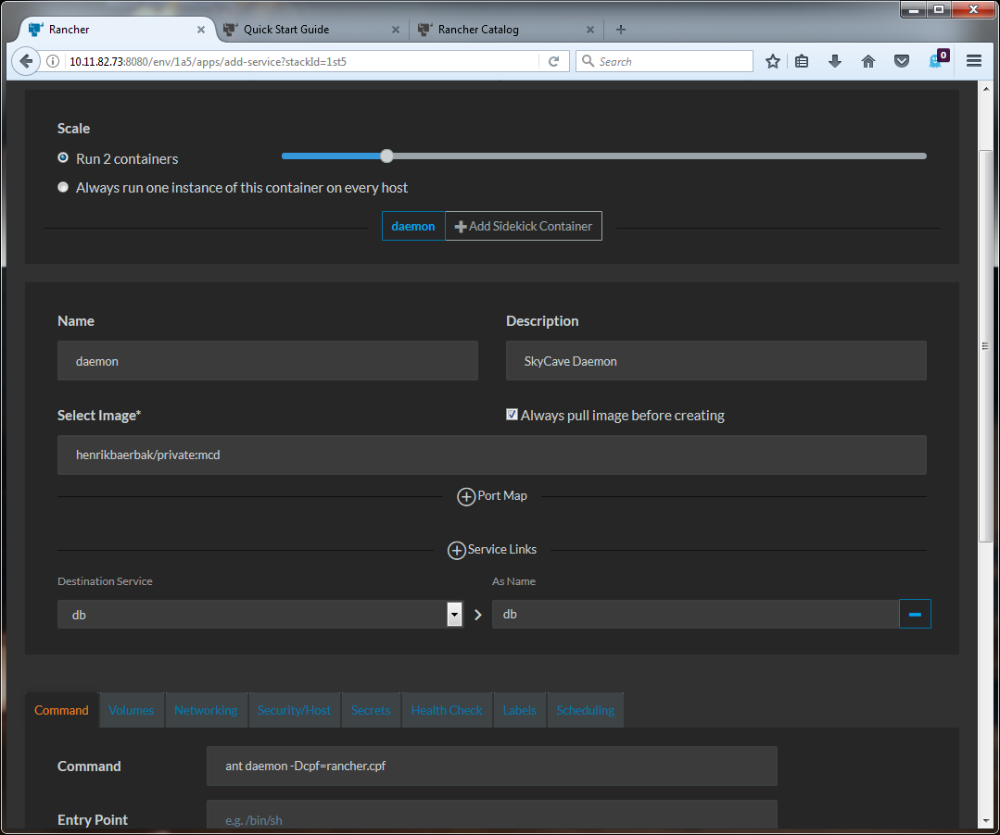 Rancher
Quick Start Guide
Rancher Catalog
10.11.82.73:8080/env/1a5/apps/add-service?stackId=1st5
Search
0
Scale
Run 2 containers
Always run one instance of this container on every host
daemon
Add Sidekick Container
Name
Description
daemon
SkyCave Daemon
Select Image*
Always pull image before creating
henrikbaerbak/private:mcd
Port Map
Service Links
Destination Service
As Name
db
db
Command
Volumes
Networking
Security/Host
Secrets
Health Check
Labels
Scheduling
Command
ant daemon -Dcpf=rancher.cpf
Entry Point
e.g. /bin/sh